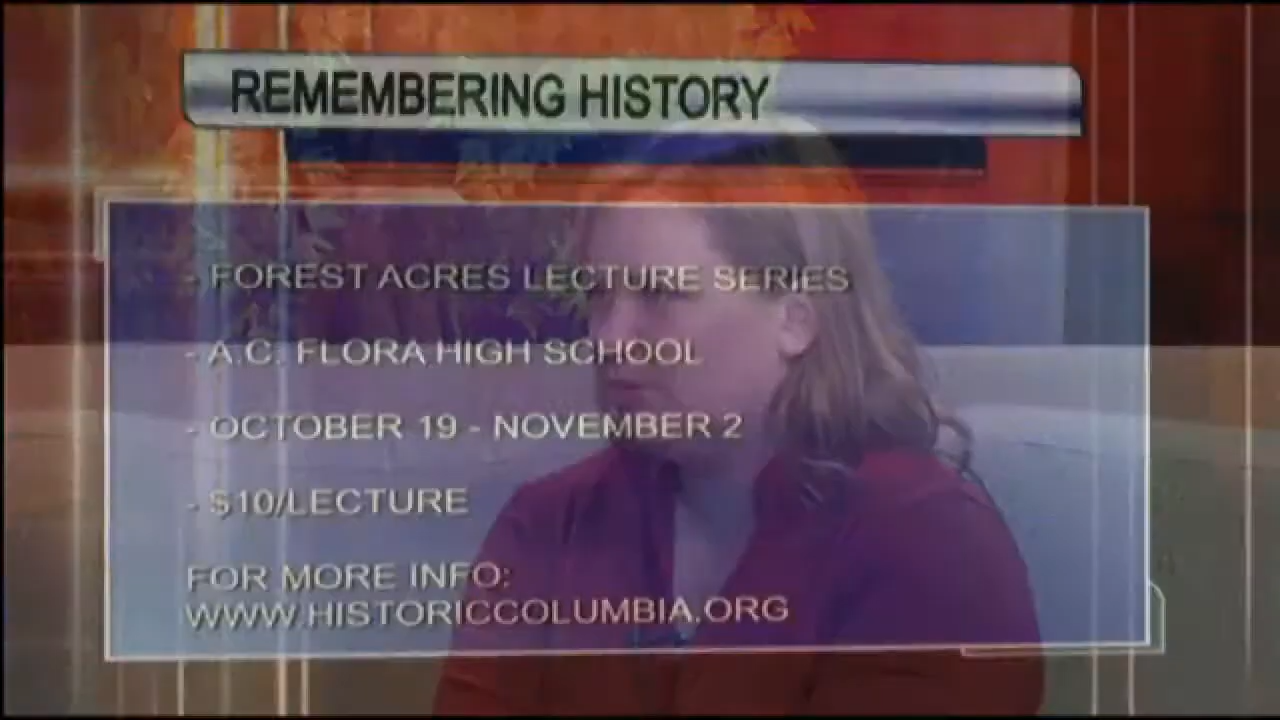 REMEMBERING HISTORY
- FOREST ACRES LECTURE SERIES
- A.C. FLORA HIGH SCHOOL
- OCTOBER 19 - NOVEMBER 2
- $10/LECTURE
FOR MORE INFO:
WWW.HISTORICCOLUMBIA.ORG